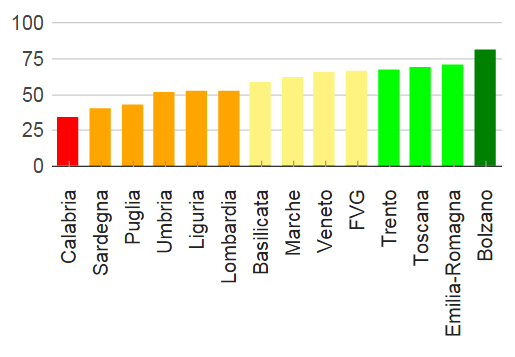 100
75
50
25
0
Calabria
Sardegna
Puglia
Umbria
Liguria
Lombardia
Basilicata
Marche
Veneto
FVG
Trento
Toscana
Emilia-Romagna
Bolzano